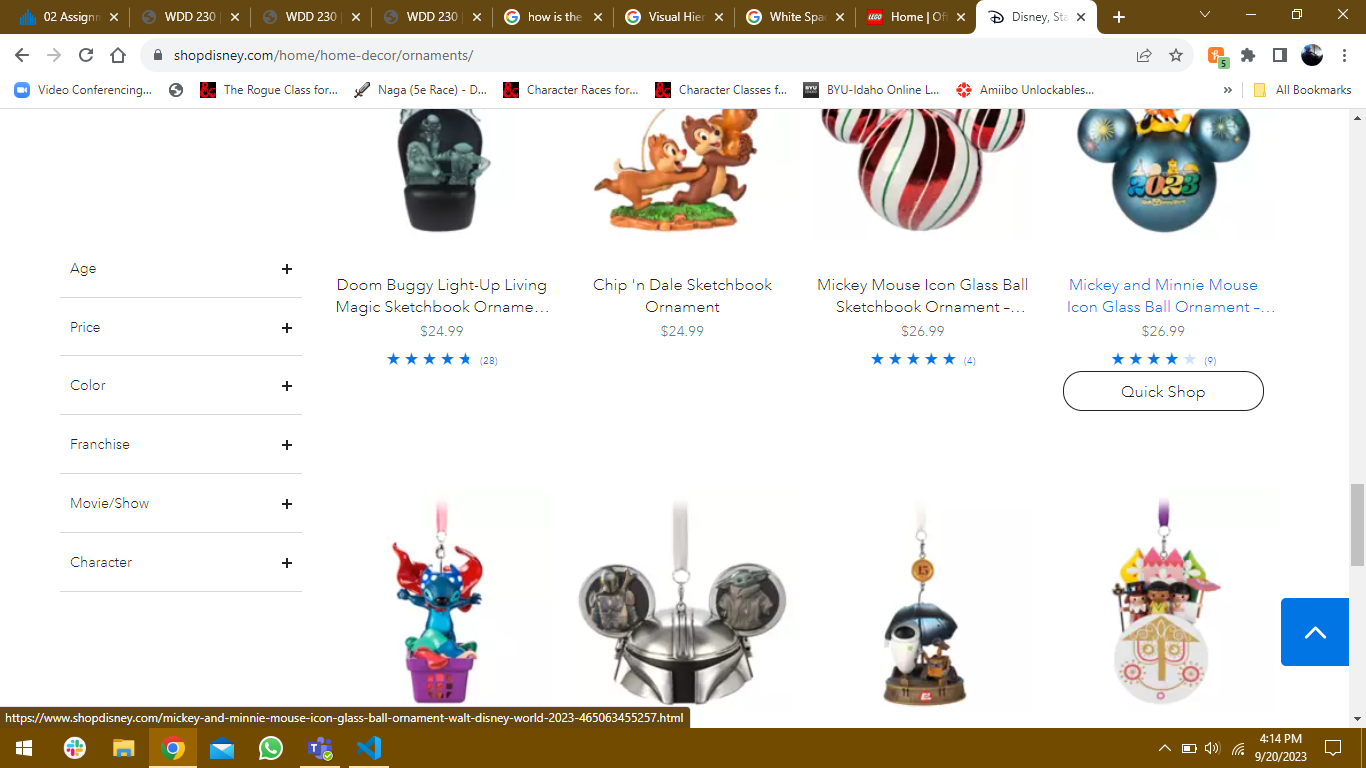 02 Assignm
WDD 230 |
WDD 230 |
WDD 230 |
how is the
Visual Hier
White Spac
LEGO
Home | Off
Disney, Sta
shopdisney.com/home/home-decor/ornaments/
5
Video Conferencing...
The Rogue Class for...
Naga (5e Race) - D...
Character Races for...
Character Classes f...
BYU
BYU-Idaho Online L...
Amiibo Unlockables...
»
All Bookmarks
2023
Age
Price
Color
Franchise
Movie/Show
Character
Doom Buggy Light-Up Living
Magic Sketchbook Orname...
$24.99
(28)
Chip 'n Dale Sketchbook
Ornament
$24.99
Mickey Mouse Icon Glass Ball
Sketchbook Ornament –...
$26.99
(4)
Mickey and Minnie Mouse
Icon Glass Ball Ornament –...
$26.99
(9)
Quick Shop
15
https://www.shopdisney.com/mickey-and-minnie-mouse-icon-glass-ball-ornament-walt-disney-world-2023-465063455257.html
4:14 PM
9/20/2023